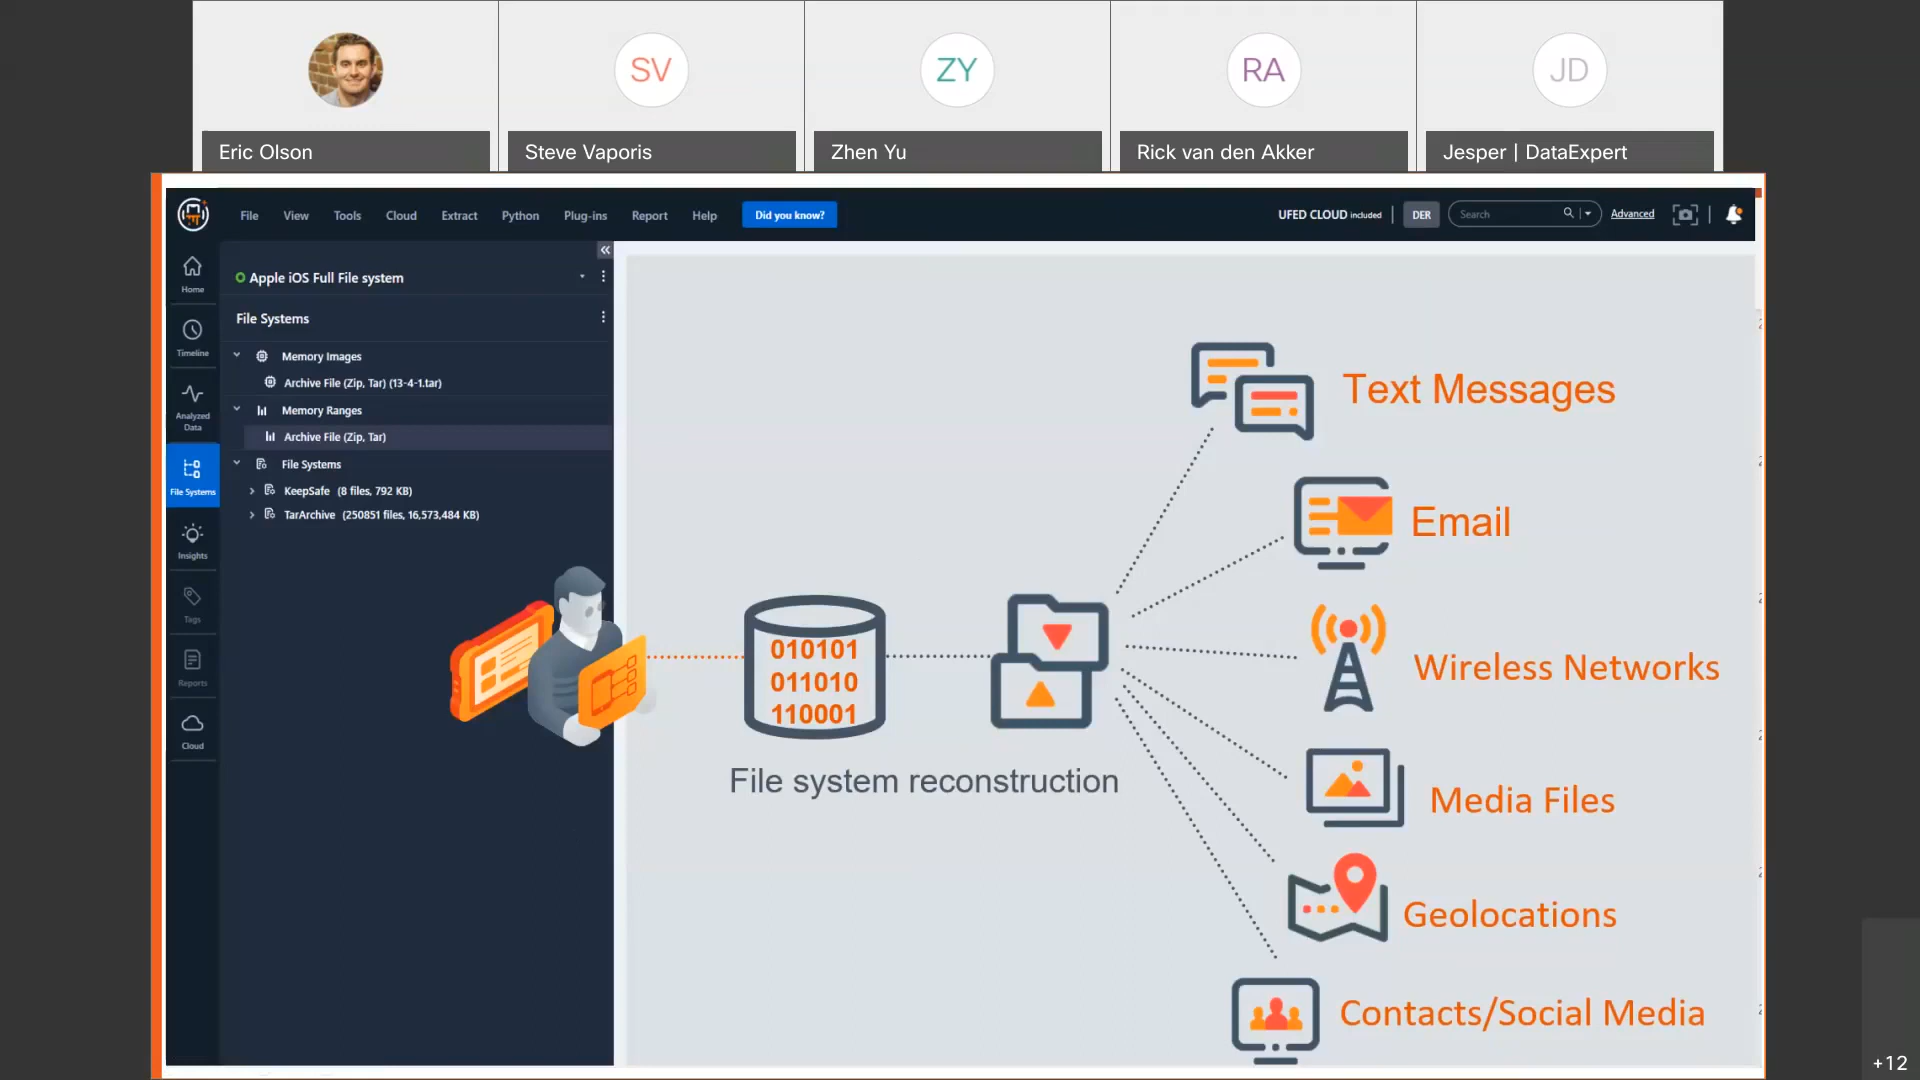 SV
ZY
RA
JD
Eric Olson
Steve Vaporis
Zhen Yu
Rick van den Akker
Jesper | DataExpert
File
View
Tools
Cloud
Extract
Python
Plug-ins
Report
Help
Did you know?
UFED CLOUD included
DER
Search
Advanced
Home
Timeline
Analyzed
Data
File Systems
Insights
Tags
Reports
Cloud
Apple iOS Full File system
File Systems
Memory Images
Archive File (Zip, Tar) (13-4-1.tar)
Memory Ranges
Archive File (Zip, Tar)
File Systems
KeepSafe (8 files, 792 KB)
TarArchive (250851 files, 16,573,484 KB)
010101
011010
110001
File system reconstruction
Text Messages
Email
Wireless Networks
Media Files
Geolocations
Contacts/Social Media
+12